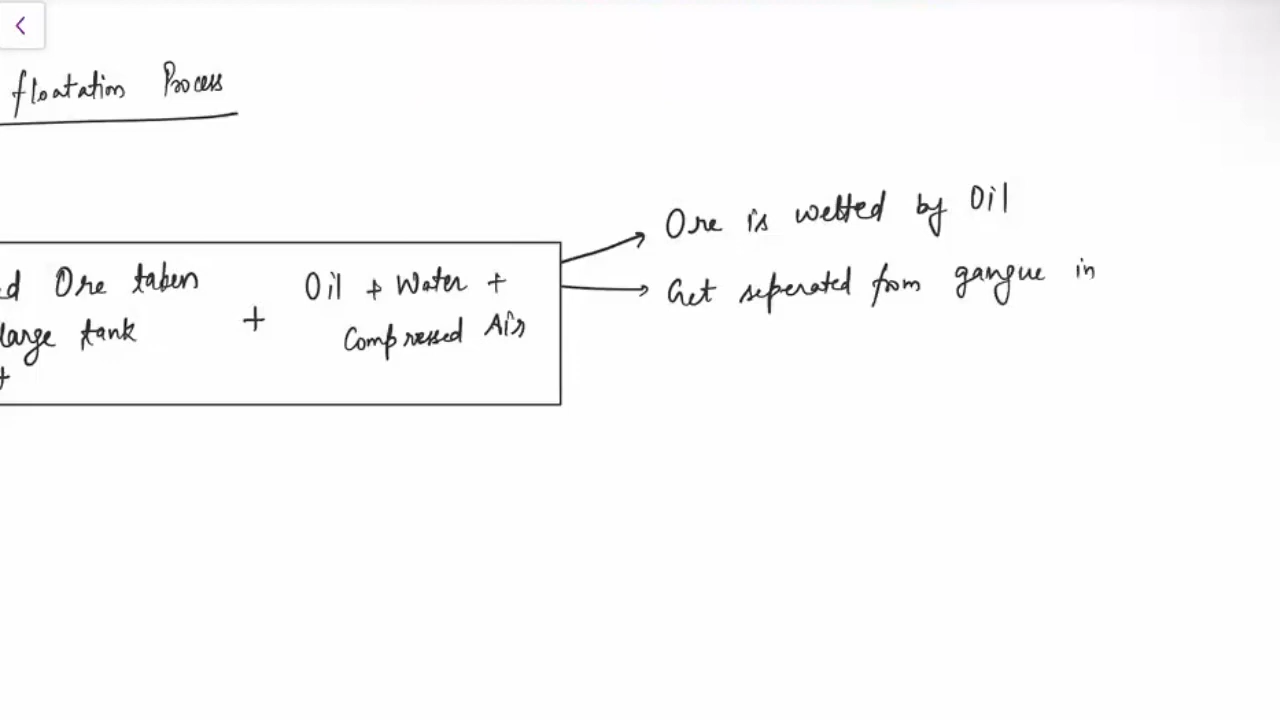 floatation Process
Ore is wetted by Oil
Get seperated from gangue in
d Ore taken
large tank
+
+
Oil + Water +
Compressed Air